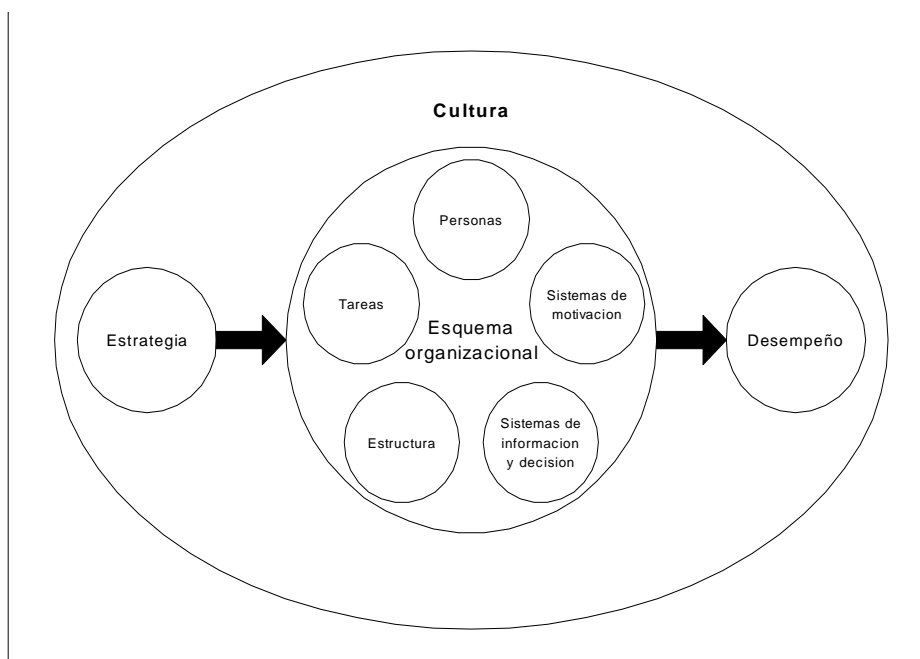 Cultura
Personas
Tareas
Sistemas de
motivacion
Estrategia
Esquema
organizacional
Desempeño
Estructura
Sistemas de
informacion
y decision